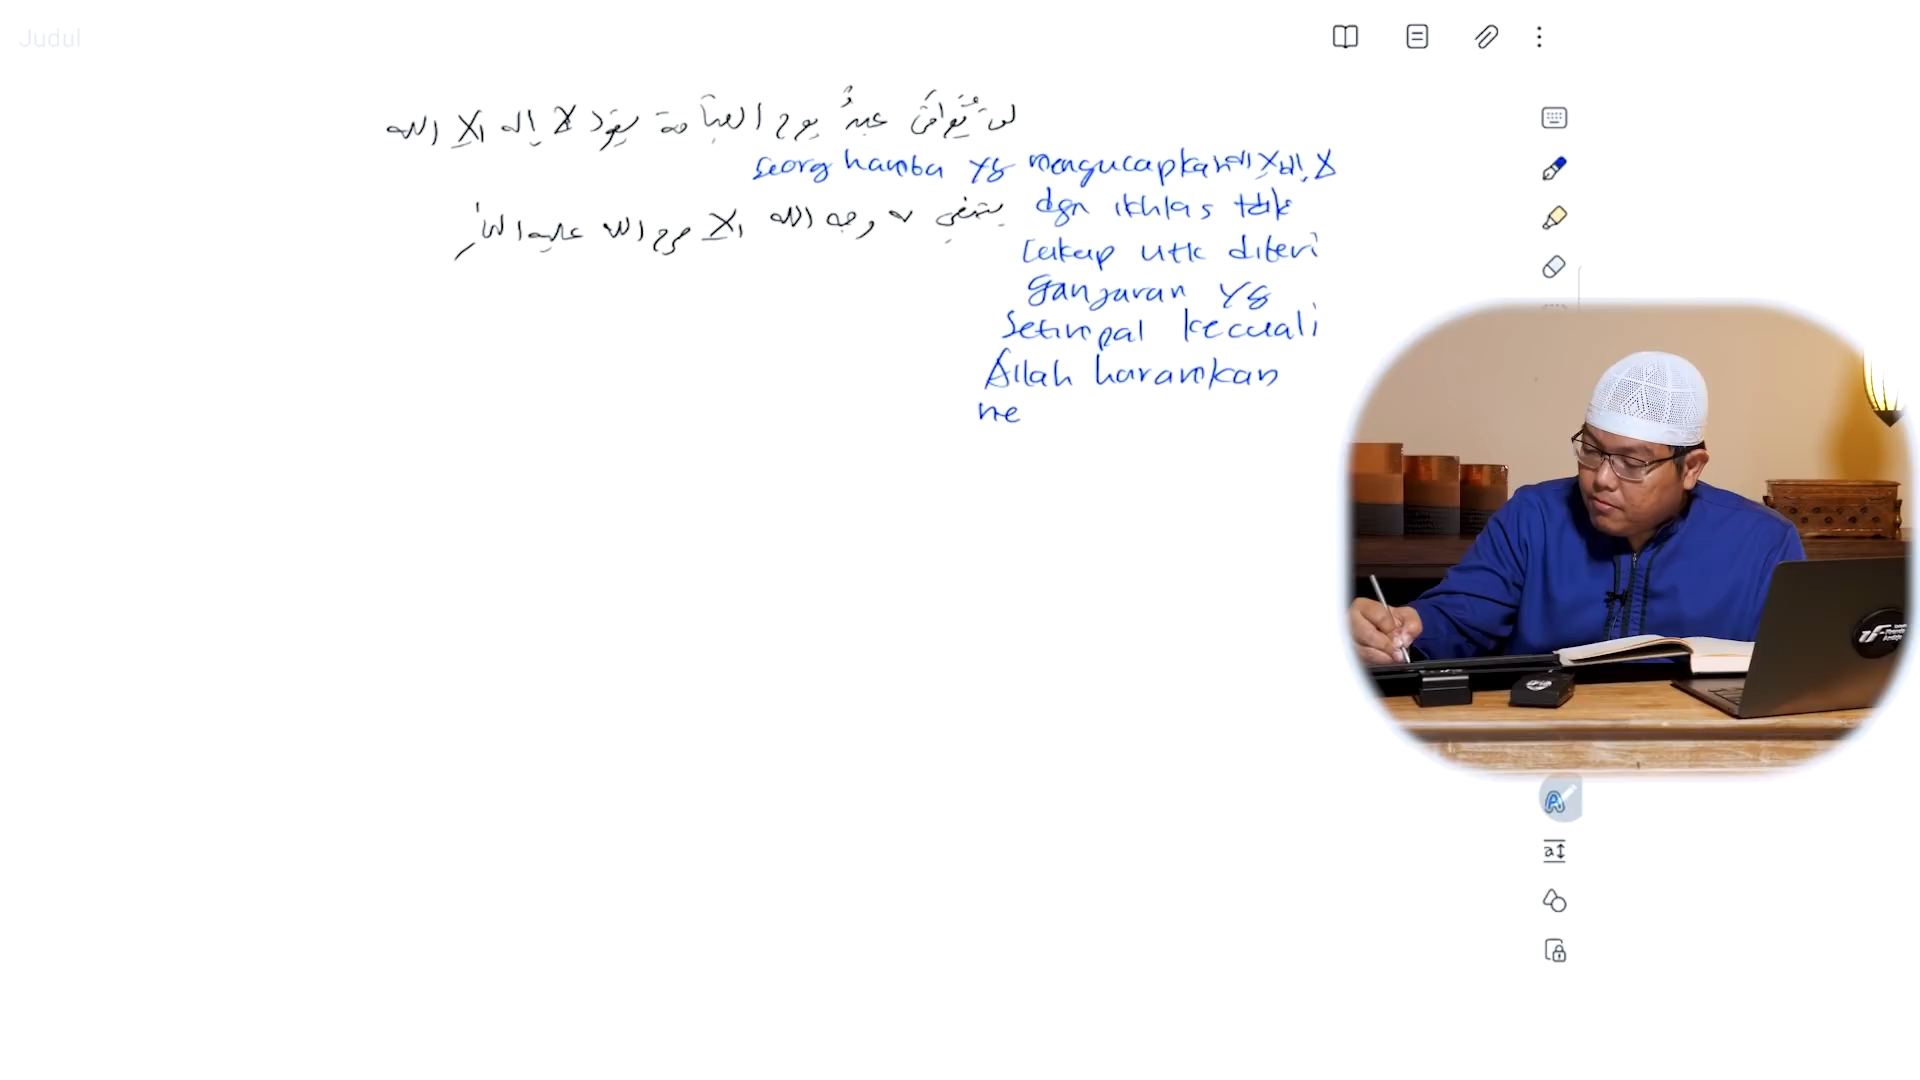 Judul
لن يُوافى عبدٌ يوم القيامة يقول لا إله إلا الله
seorg hamba yg mengucapkan لا إله إلا الله
يبتغي به وجه الله إلا حرم الله عليه النار
dgn ikhlas tdk
cukup utk diberi
ganjaran yg
Setimpal kecuali
Allah haramkan
ne